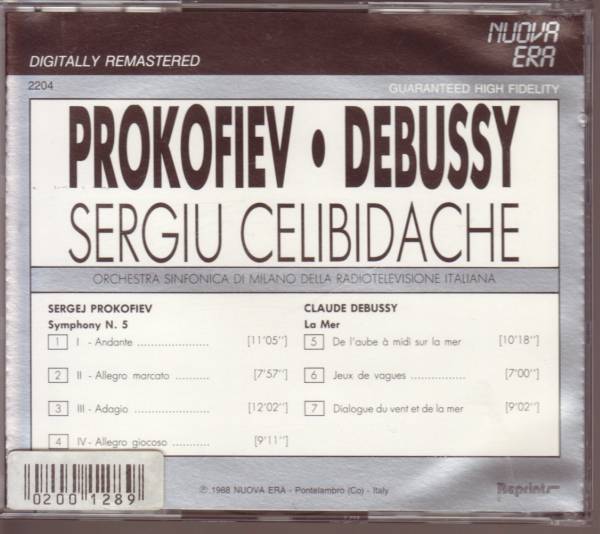 NUOVA
ERA
DIGITALLY REMASTERED
2204
GUARANTEED HIGH FIDELITY
PROKOFIEV • DEBUSSY
SERGIU CELIBIDACHE
ORCHESTRA SINFONICA DI MILANO DELLA RADIOTELEVISIONE ITALIANA
SERGEJ PROKOFIEV
Symphony N. 5
1 I - Andante .................... [11'05"]
2 II - Allegro marcato .......... [7'57"]
3 III - Adagio .................... [12'02"]
4 IV - Allegro giocoso ........... [9'11"]
CLAUDE DEBUSSY
La Mer
5 De l'aube à midi sur la mer [10'18"]
6 Jeux de vagues ................ [7'00"]
7 Dialogue du vent et de la mer [9'02"]
02001289
℗ 1988 NUOVA ERA - Pontelambro (Co) - Italy
Reprints